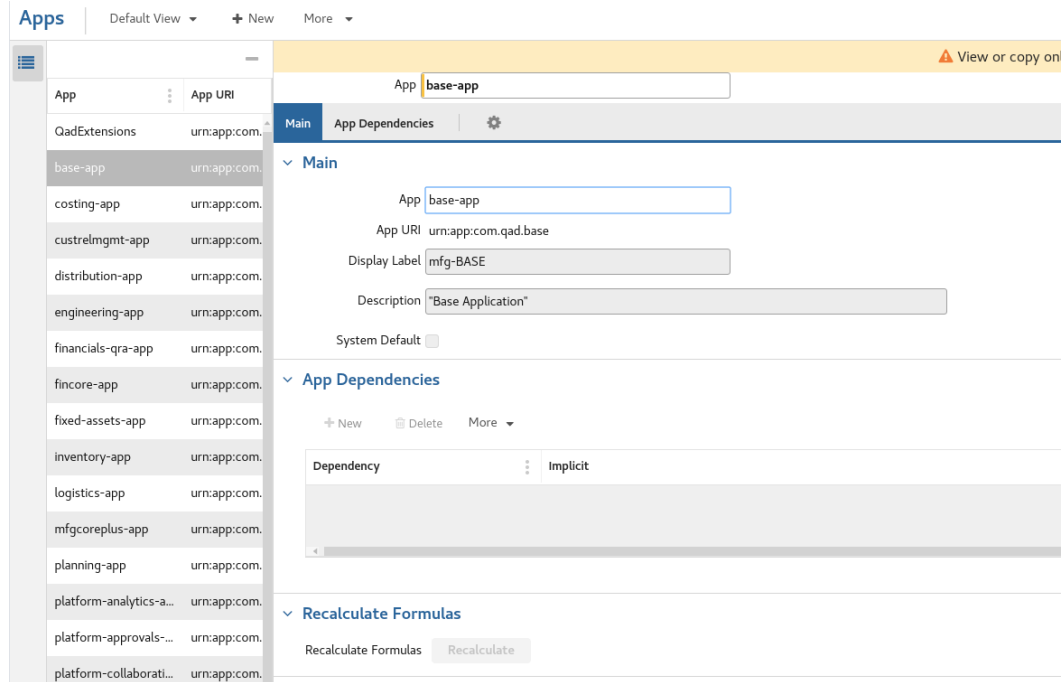 Apps Default View + New More
View or copy onl
App base-app
App App URI
Main App Dependencies
QadExtensions urn:app:com.
base-app urn:app:com.
costing-app urn:app:com.
custrelmgmt-app urn:app:com.
distribution-app urn:app:com.
engineering-app urn:app:com.
financials-qra-app urn:app:com.
fincore-app urn:app:com.
fixed-assets-app urn:app:com.
inventory-app urn:app:com.
logistics-app urn:app:com.
mfgcoreplus-app urn:app:com.
planning-app urn:app:com.
platform-analytics-a... urn:app:com.
platform-approvals-... urn:app:com.
platform-collaborati... urn:app:com.
Main
App base-app
App URI urn:app:com.qad.base
Display Label mfg-BASE
Description "Base Application"
System Default
App Dependencies
+ New Delete More
Dependency Implicit
Recalculate Formulas
Recalculate Formulas Recalculate